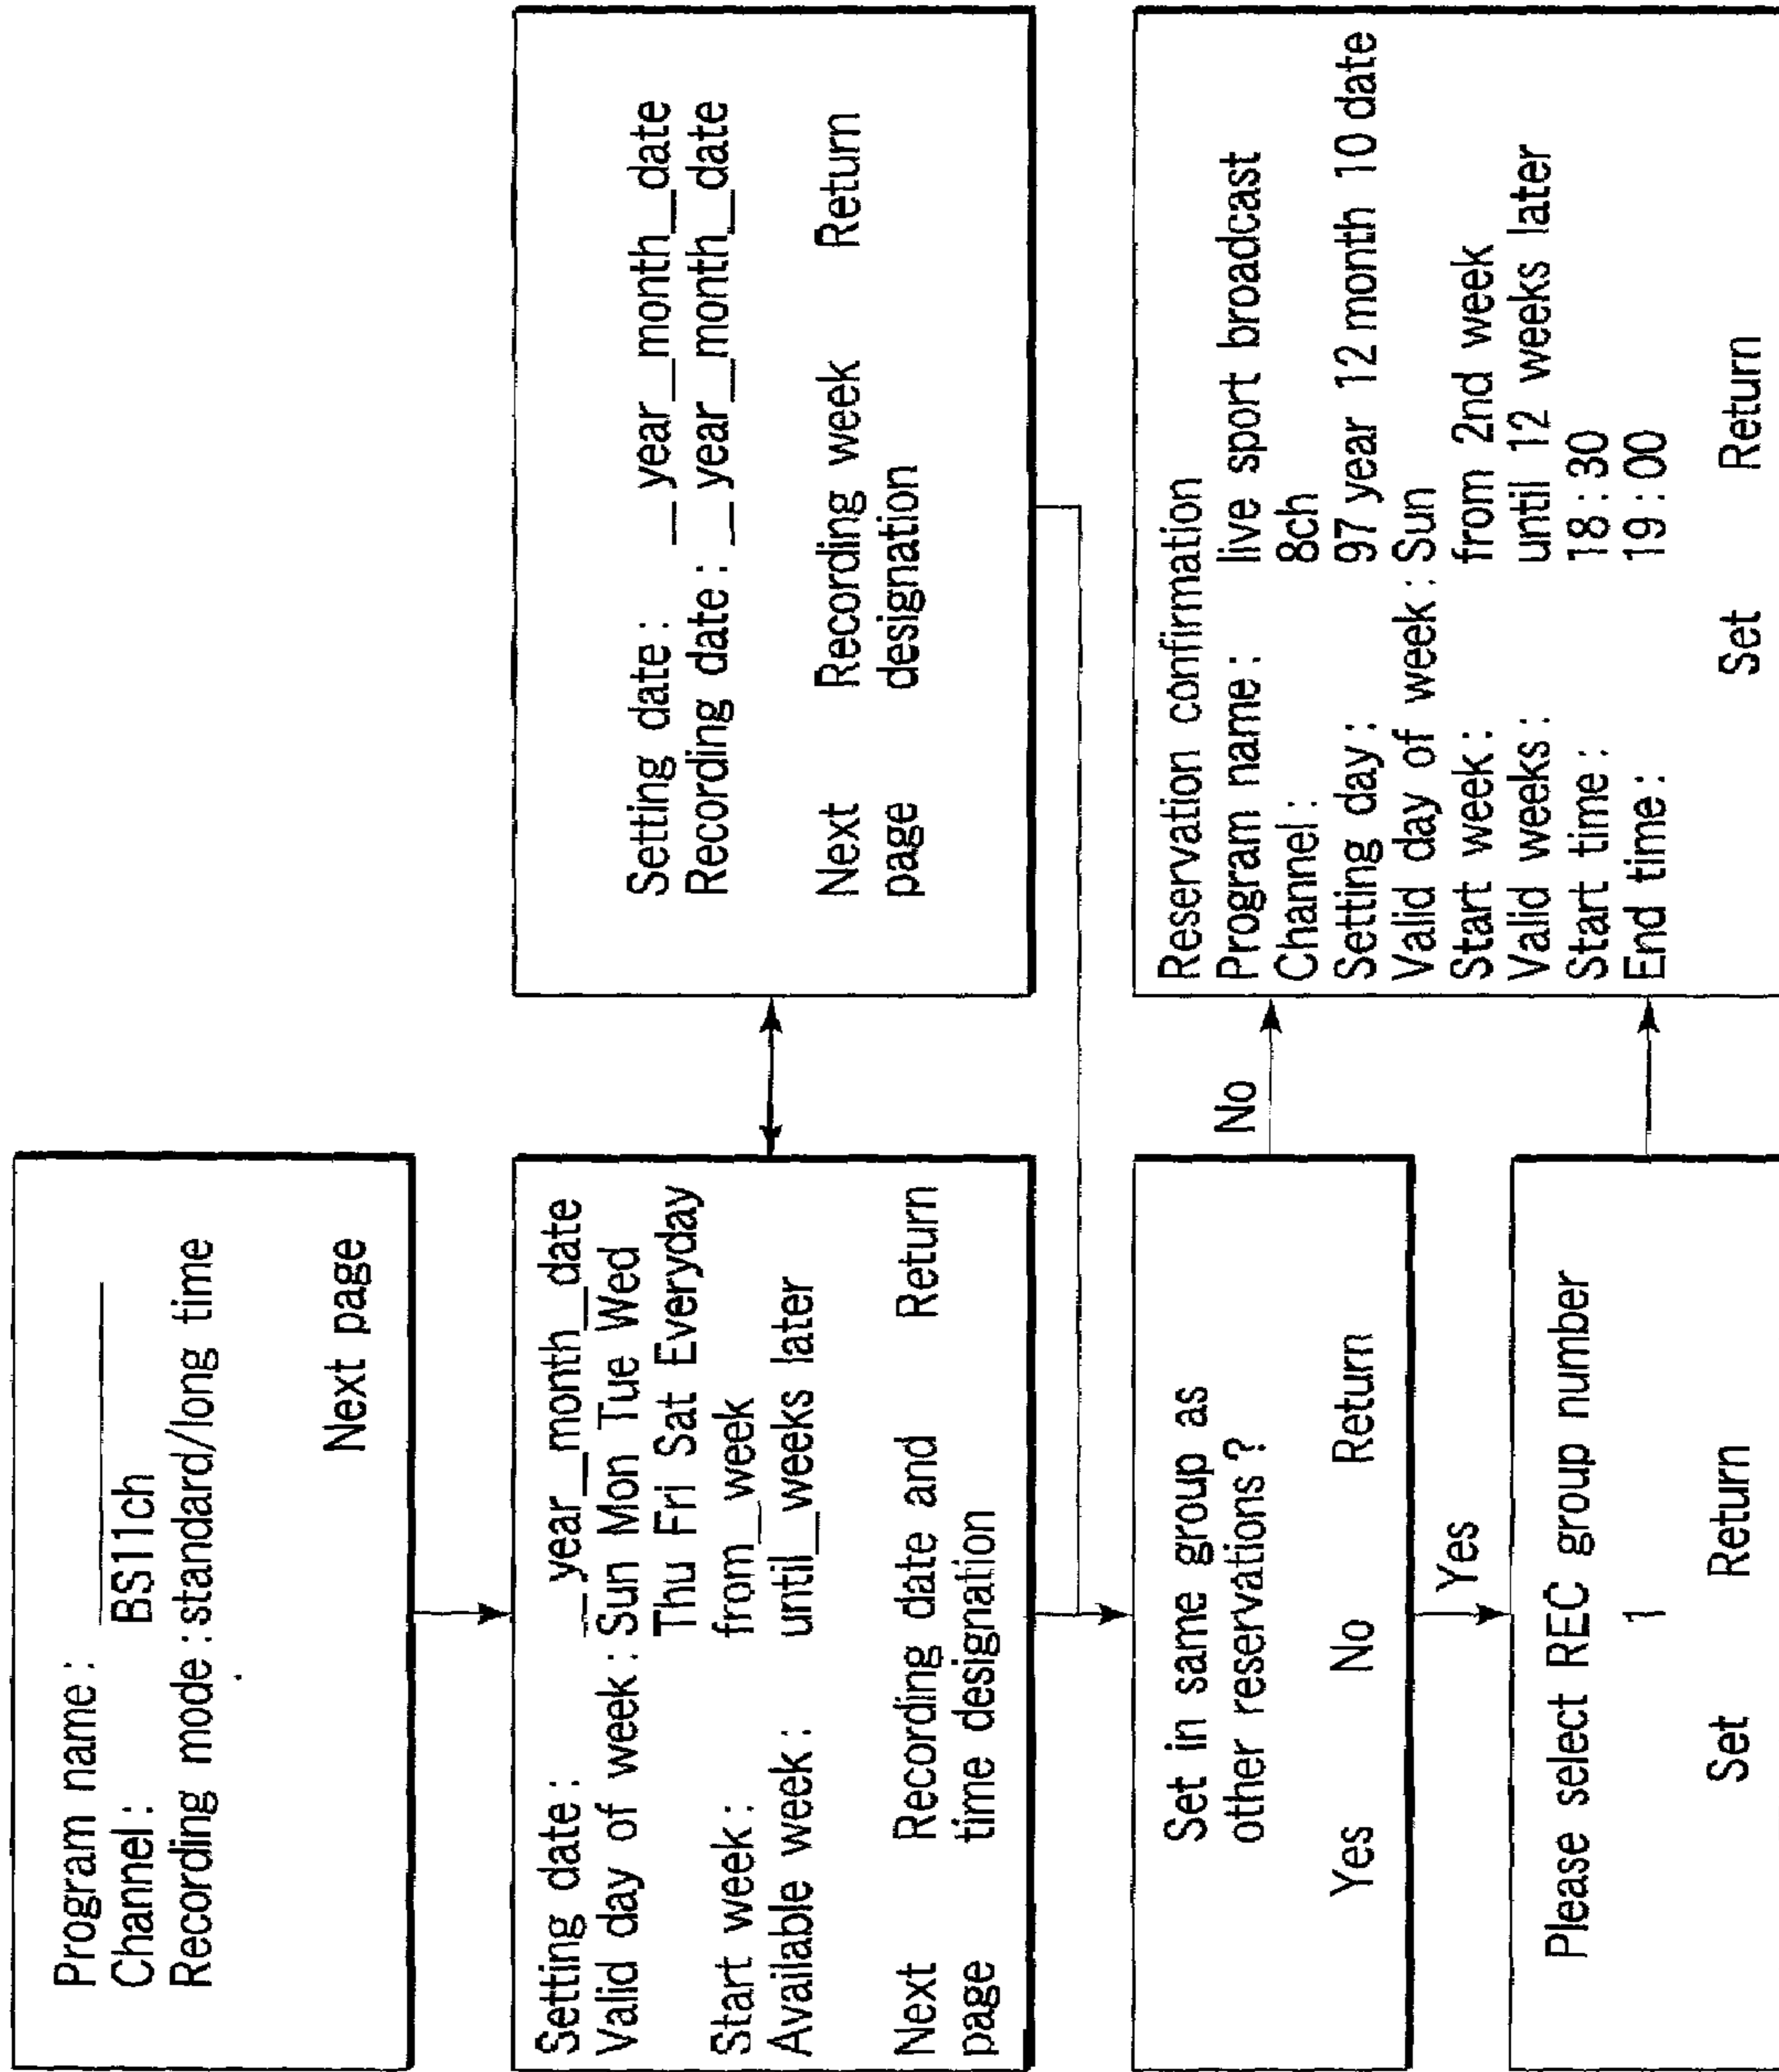 Program name :
Channel : BS11ch
Recording mode : standard/long time
Next page
Setting date : __year__month__date
Valid day of week : Sun Mon Tue Wed
Thu Fri Sat Everyday
Start week : from__week
Available week : until__weeks later
Next page
Recording date and
time designation
Return
Setting date : __year__month__date
Recording date : __year__month__date
Next page
Recording week
designation
Return
Set in same group as
other reservations ?
Yes No Return
No
Yes
Please select REC group number
1
Set Return
Reservation confirmation
Program name : live sport broadcast
Channel : 8ch
Setting day : 97 year 12 month 10 date
Valid day of week : Sun
Start week : from 2nd week
Valid weeks : until 12 weeks later
Start time : 18 : 30
End time : 19 : 00
Set Return